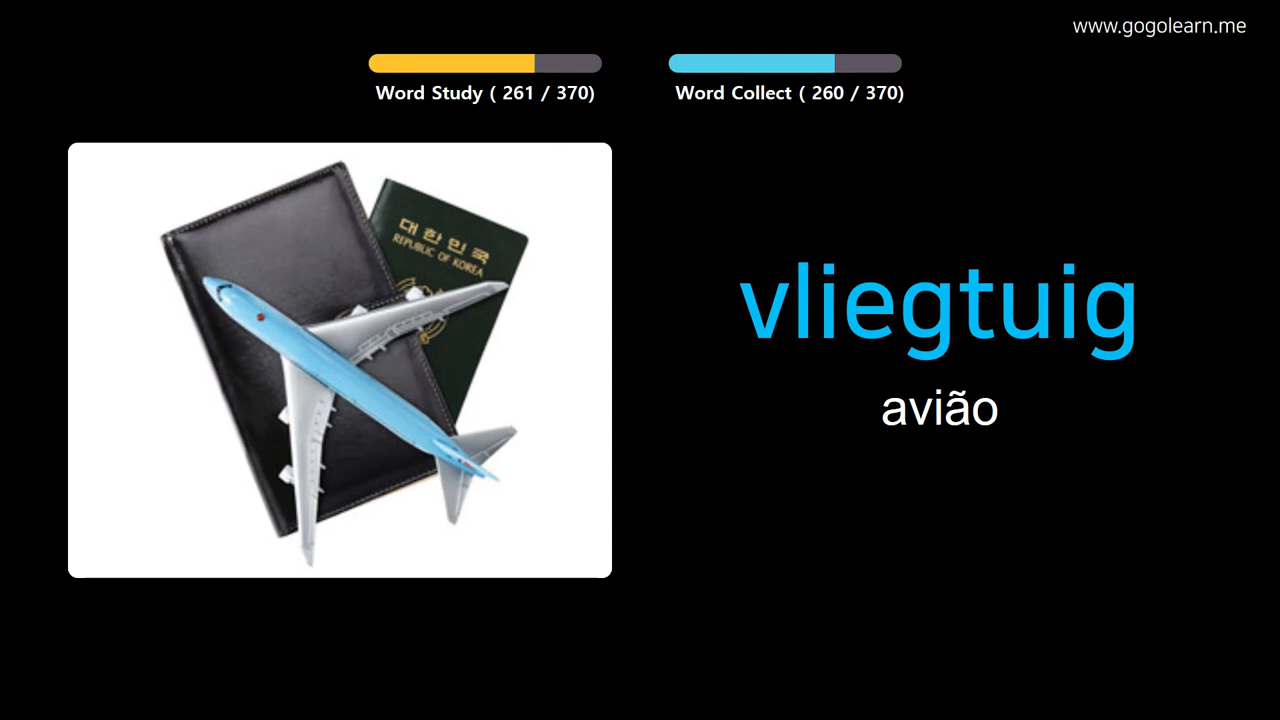 www.gogolearn.me
Word Study ( 261 / 370)
Word Collect ( 260 / 370)
대한민국
REPUBLIC OF KOREA
vliegtuig
avião